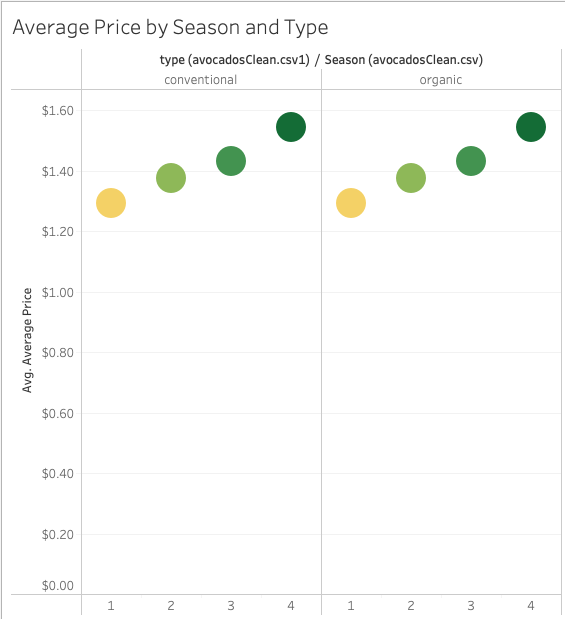 Average Price by Season and Type
type (avocadosClean.csv1) / Season (avocadosClean.csv)
conventional organic
$1.60
$1.40
$1.20
$1.00
$0.80
$0.60
$0.40
$0.20
$0.00
Avg. Average Price
1 2 3 4 1 2 3 4